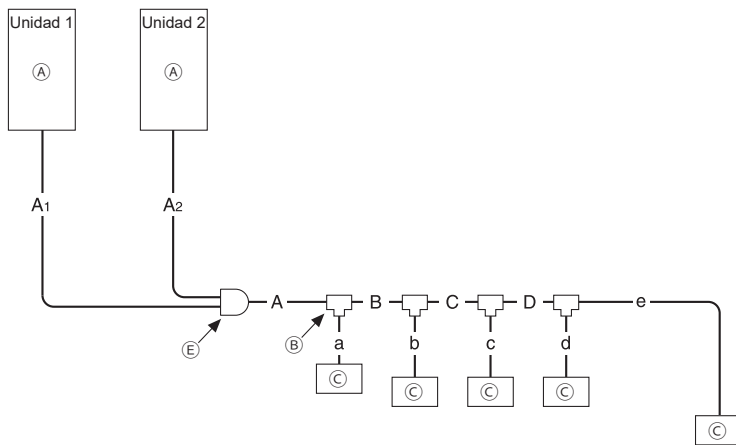 Unidad 1 Unidad 2
Ⓐ Ⓐ
A1 A2
A B C D e
Ⓔ Ⓑ a b c d
Ⓒ
Ⓒ Ⓒ Ⓒ
Ⓒ